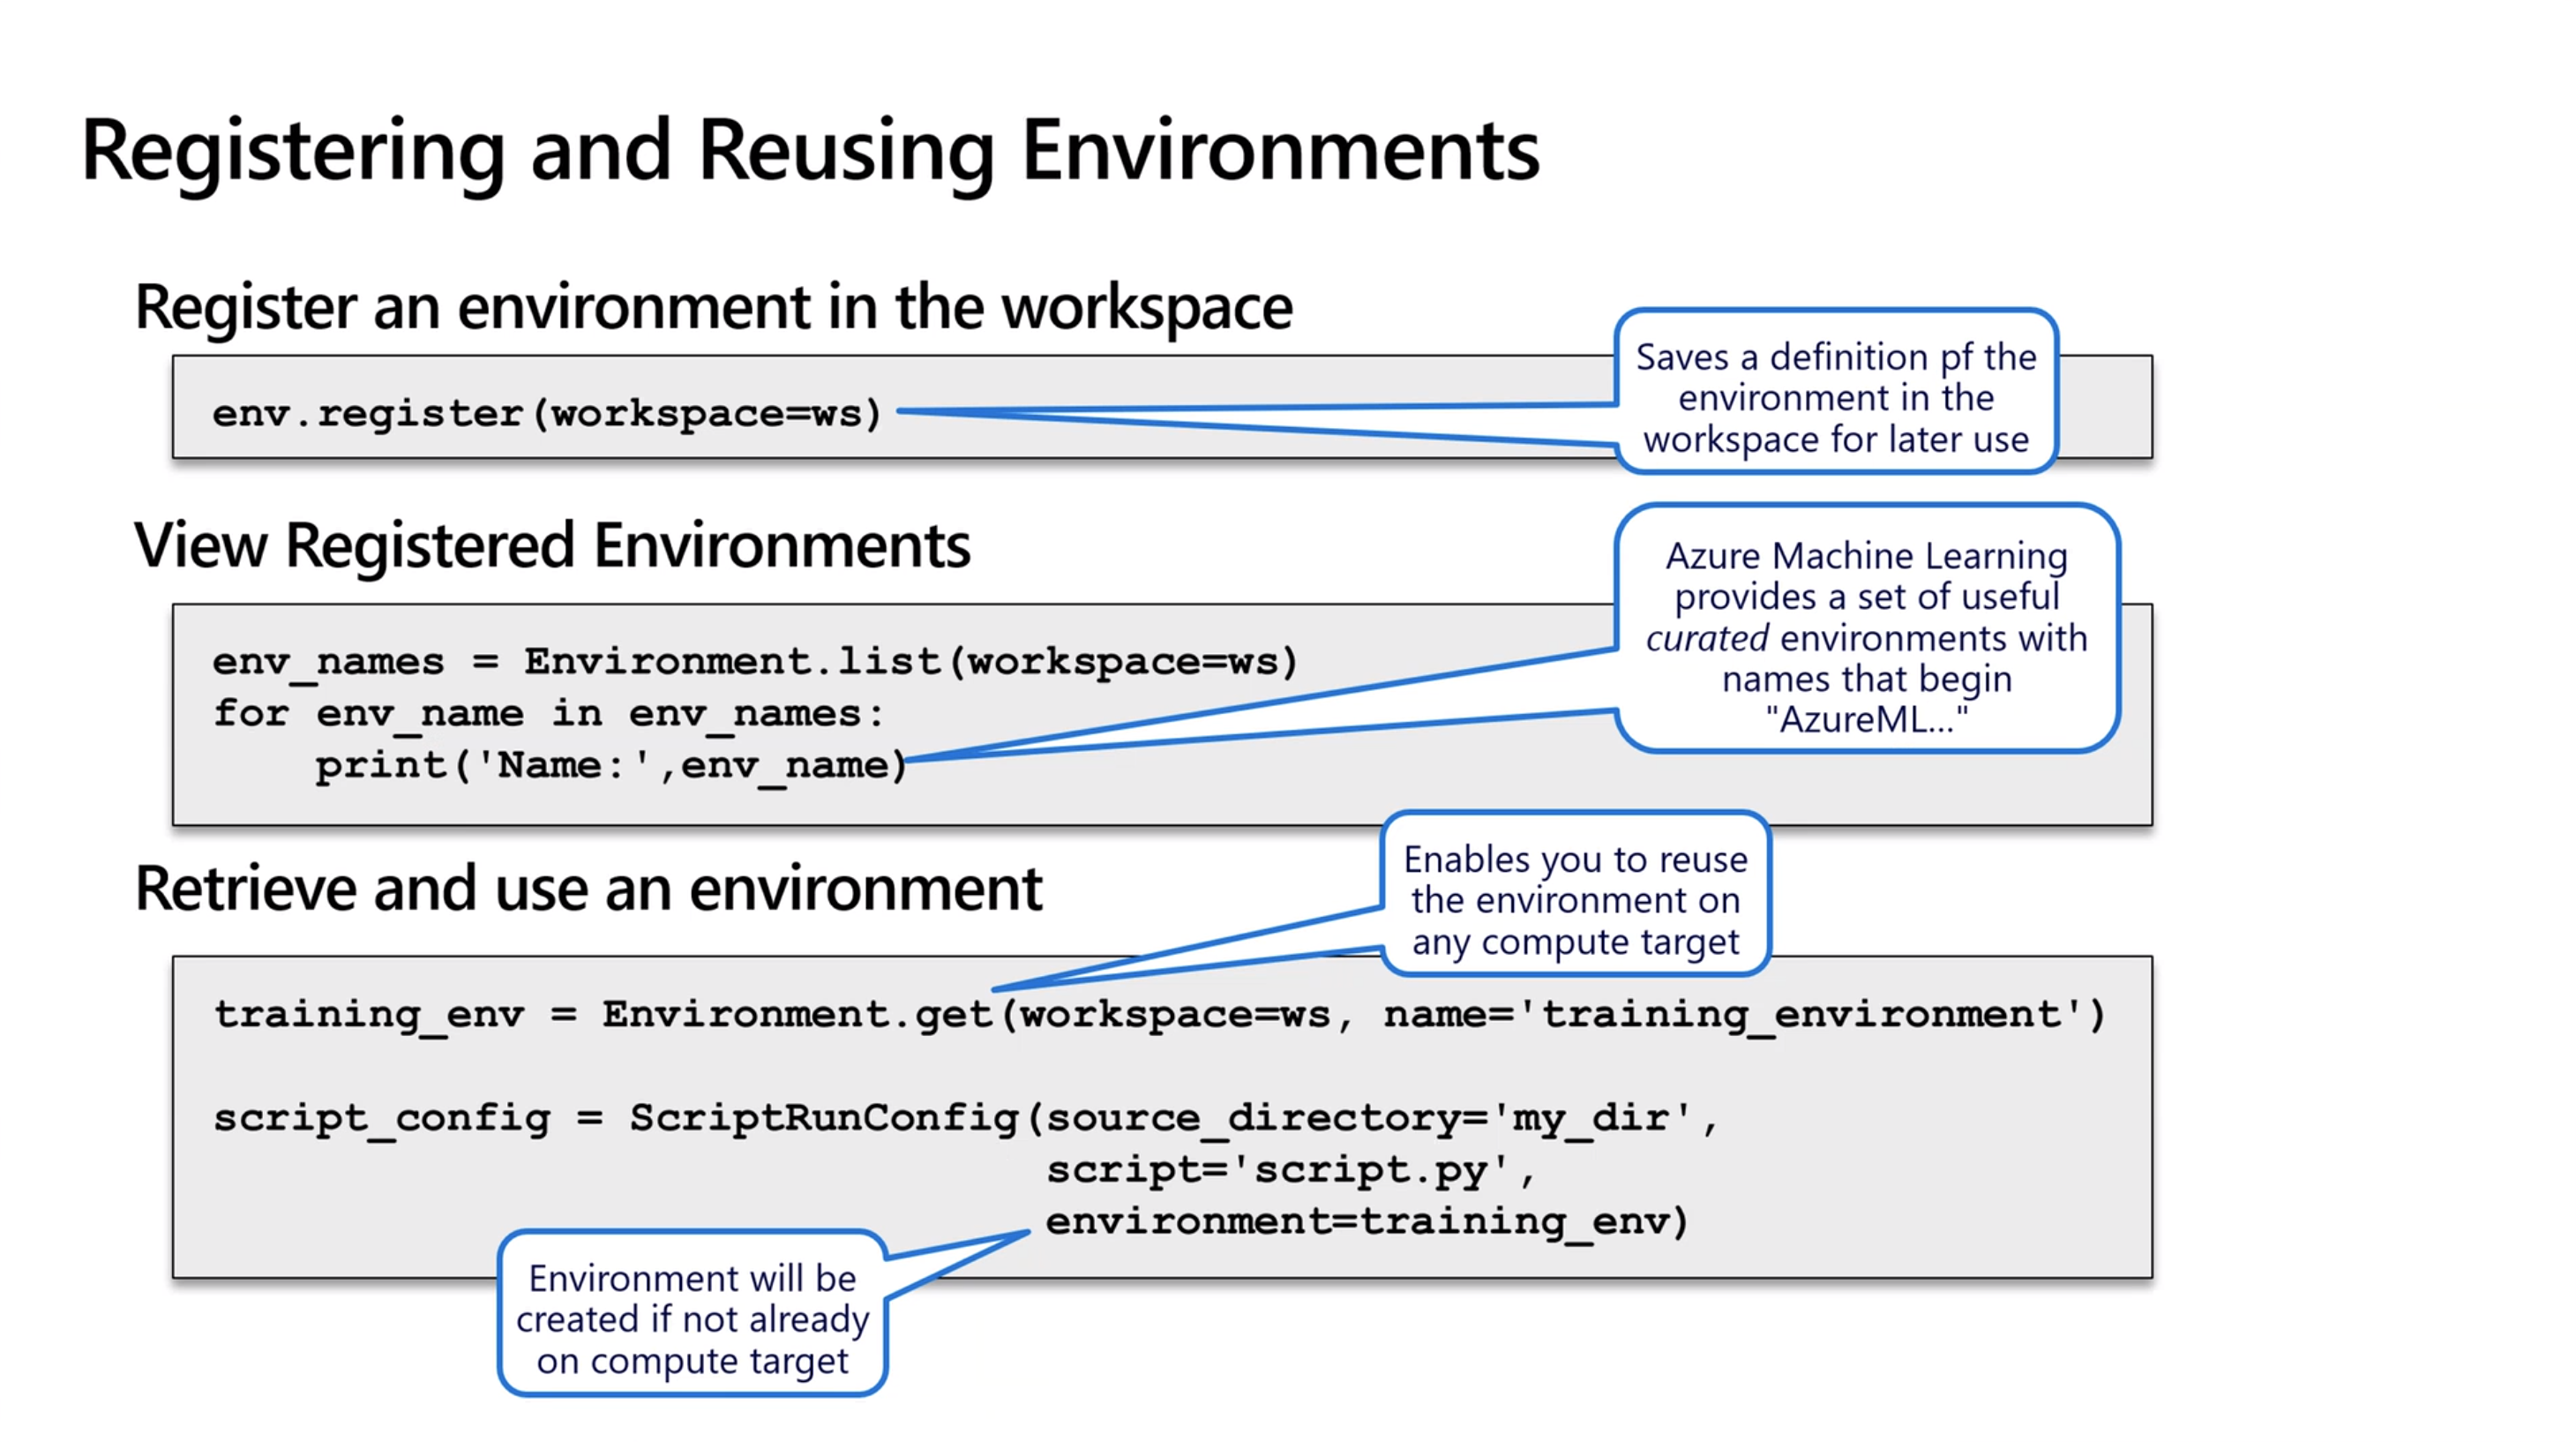 Registering and Reusing Environments
Register an environment in the workspace
env.register(workspace=ws)
Saves a definition pf the
environment in the
workspace for later use
View Registered Environments
env_names = Environment.list(workspace=ws)
for env_name in env_names:
    print('Name:',env_name)
Azure Machine Learning
provides a set of useful
curated environments with
names that begin
"AzureML..."
Retrieve and use an environment
Enables you to reuse
the environment on
any compute target
training_env = Environment.get(workspace=ws, name='training_environment')
script_config = ScriptRunConfig(source_directory='my_dir',
                                script='script.py',
                                environment=training_env)
Environment will be
created if not already
on compute target